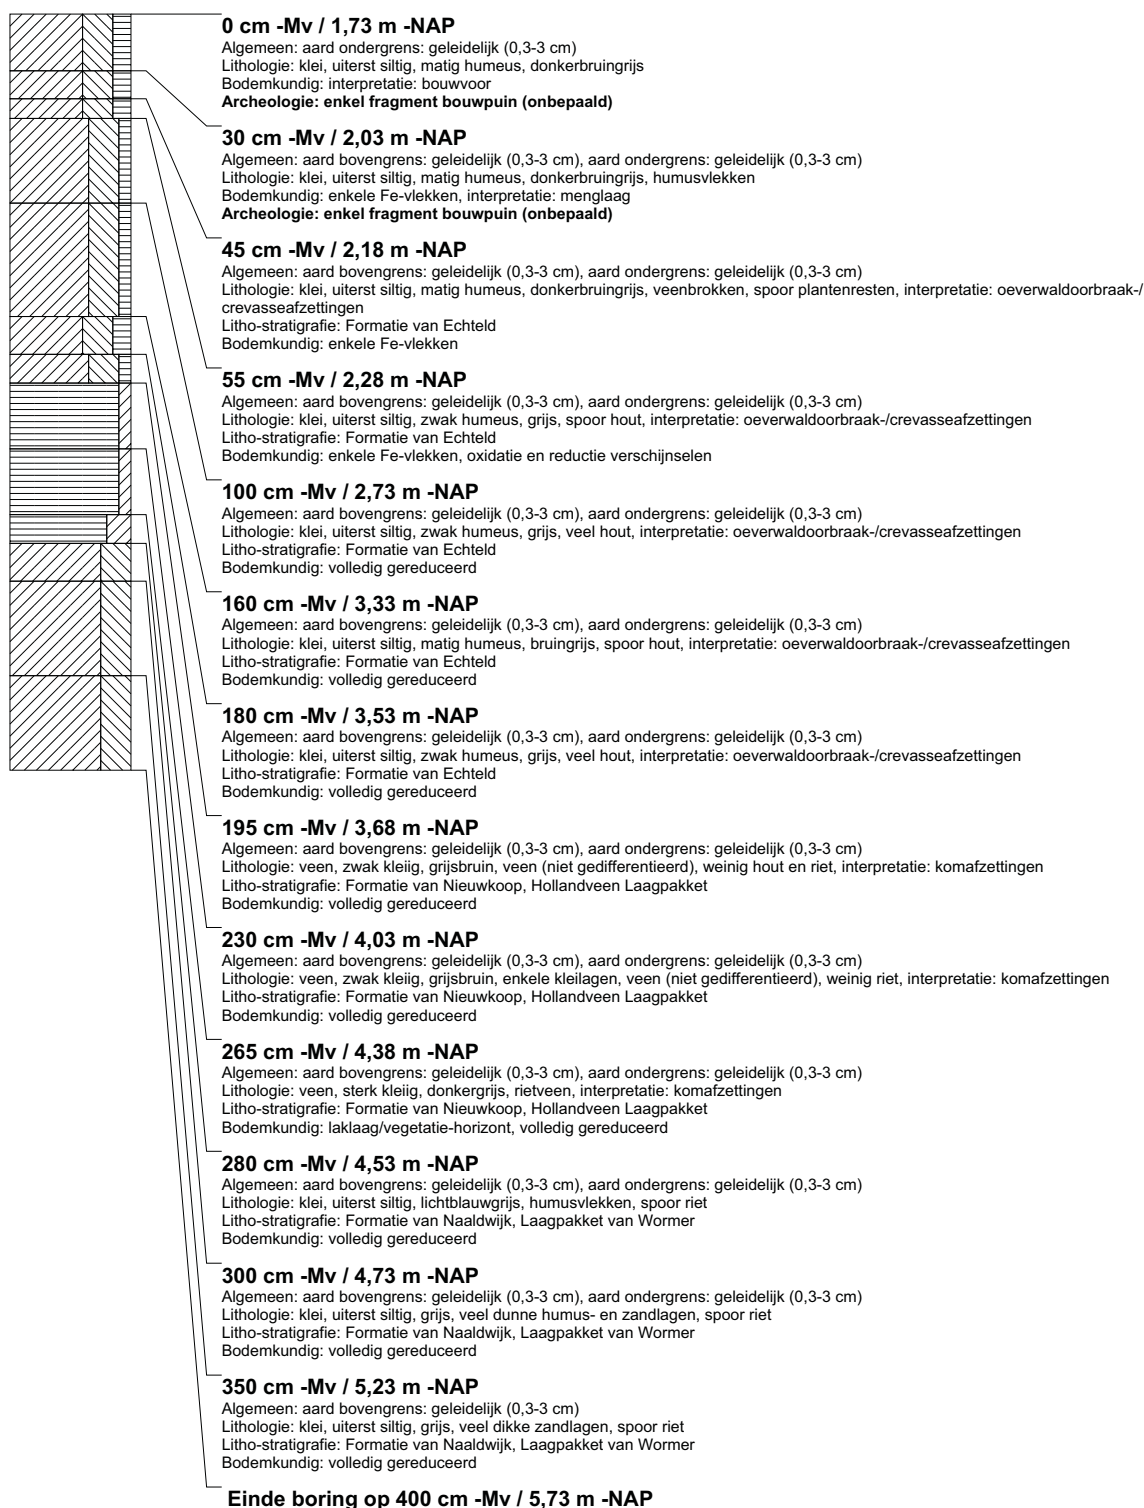 0 cm -Mv / 1,73 m -NAP
Algemeen: aard ondergrens: geleidelijk (0,3-3 cm)
Lithologie: klei, uiterst siltig, matig humeus, donkerbruingrijs
Bodemkundig: interpretatie: bouwvoor
Archeologie: enkel fragment bouwpuin (onbepaald)
30 cm -Mv / 2,03 m -NAP
Algemeen: aard bovengrens: geleidelijk (0,3-3 cm), aard ondergrens: geleidelijk (0,3-3 cm)
Lithologie: klei, uiterst siltig, matig humeus, donkerbruingrijs, humusvlekken
Bodemkundig: enkele Fe-vlekken, interpretatie: menglaag
Archeologie: enkel fragment bouwpuin (onbepaald)
45 cm -Mv / 2,18 m -NAP
Algemeen: aard bovengrens: geleidelijk (0,3-3 cm), aard ondergrens: geleidelijk (0,3-3 cm)
Lithologie: klei, uiterst siltig, matig humeus, donkerbruingrijs, veenbrokken, spoor plantenresten, interpretatie: oeverwaldoorbraak-/
crevasseafzettingen
Litho-stratigrafie: Formatie van Echteld
Bodemkundig: enkele Fe-vlekken
55 cm -Mv / 2,28 m -NAP
Algemeen: aard bovengrens: geleidelijk (0,3-3 cm), aard ondergrens: geleidelijk (0,3-3 cm)
Lithologie: klei, uiterst siltig, zwak humeus, grijs, spoor hout, interpretatie: oeverwaldoorbraak-/crevasseafzettingen
Litho-stratigrafie: Formatie van Echteld
Bodemkundig: enkele Fe-vlekken, oxidatie en reductie verschijnselen
100 cm -Mv / 2,73 m -NAP
Algemeen: aard bovengrens: geleidelijk (0,3-3 cm), aard ondergrens: geleidelijk (0,3-3 cm)
Lithologie: klei, uiterst siltig, zwak humeus, grijs, veel hout, interpretatie: oeverwaldoorbraak-/crevasseafzettingen
Litho-stratigrafie: Formatie van Echteld
Bodemkundig: volledig gereduceerd
160 cm -Mv / 3,33 m -NAP
Algemeen: aard bovengrens: geleidelijk (0,3-3 cm), aard ondergrens: geleidelijk (0,3-3 cm)
Lithologie: klei, uiterst siltig, matig humeus, bruingrijs, spoor hout, interpretatie: oeverwaldoorbraak-/crevasseafzettingen
Litho-stratigrafie: Formatie van Echteld
Bodemkundig: volledig gereduceerd
180 cm -Mv / 3,53 m -NAP
Algemeen: aard bovengrens: geleidelijk (0,3-3 cm), aard ondergrens: geleidelijk (0,3-3 cm)
Lithologie: klei, uiterst siltig, zwak humeus, grijs, veel hout, interpretatie: oeverwaldoorbraak-/crevasseafzettingen
Litho-stratigrafie: Formatie van Echteld
Bodemkundig: volledig gereduceerd
195 cm -Mv / 3,68 m -NAP
Algemeen: aard bovengrens: geleidelijk (0,3-3 cm), aard ondergrens: geleidelijk (0,3-3 cm)
Lithologie: veen, zwak kleiig, grijsbruin, veen (niet gedifferentieerd), weinig hout en riet, interpretatie: komafzettingen
Litho-stratigrafie: Formatie van Nieuwkoop, Hollandveen Laagpakket
Bodemkundig: volledig gereduceerd
230 cm -Mv / 4,03 m -NAP
Algemeen: aard bovengrens: geleidelijk (0,3-3 cm), aard ondergrens: geleidelijk (0,3-3 cm)
Lithologie: veen, zwak kleiig, grijsbruin, enkele kleilagen, veen (niet gedifferentieerd), weinig riet, interpretatie: komafzettingen
Litho-stratigrafie: Formatie van Nieuwkoop, Hollandveen Laagpakket
Bodemkundig: volledig gereduceerd
265 cm -Mv / 4,38 m -NAP
Algemeen: aard bovengrens: geleidelijk (0,3-3 cm), aard ondergrens: geleidelijk (0,3-3 cm)
Lithologie: veen, sterk kleiig, donkergrijs, rietveen, interpretatie: komafzettingen
Litho-stratigrafie: Formatie van Nieuwkoop, Hollandveen Laagpakket
Bodemkundig: laklaag/vegetatie-horizont, volledig gereduceerd
280 cm -Mv / 4,53 m -NAP
Algemeen: aard bovengrens: geleidelijk (0,3-3 cm), aard ondergrens: geleidelijk (0,3-3 cm)
Lithologie: klei, uiterst siltig, lichtblauwgrijs, humusvlekken, spoor riet
Litho-stratigrafie: Formatie van Naaldwijk, Laagpakket van Wormer
Bodemkundig: volledig gereduceerd
300 cm -Mv / 4,73 m -NAP
Algemeen: aard bovengrens: geleidelijk (0,3-3 cm), aard ondergrens: geleidelijk (0,3-3 cm)
Lithologie: klei, uiterst siltig, grijs, veel dunne humus- en zandlagen, spoor riet
Litho-stratigrafie: Formatie van Naaldwijk, Laagpakket van Wormer
Bodemkundig: volledig gereduceerd
350 cm -Mv / 5,23 m -NAP
Algemeen: aard bovengrens: geleidelijk (0,3-3 cm)
Lithologie: klei, uiterst siltig, grijs, veel dikke zandlagen, spoor riet
Litho-stratigrafie: Formatie van Naaldwijk, Laagpakket van Wormer
Bodemkundig: volledig gereduceerd
Einde boring op 400 cm -Mv / 5,73 m -NAP